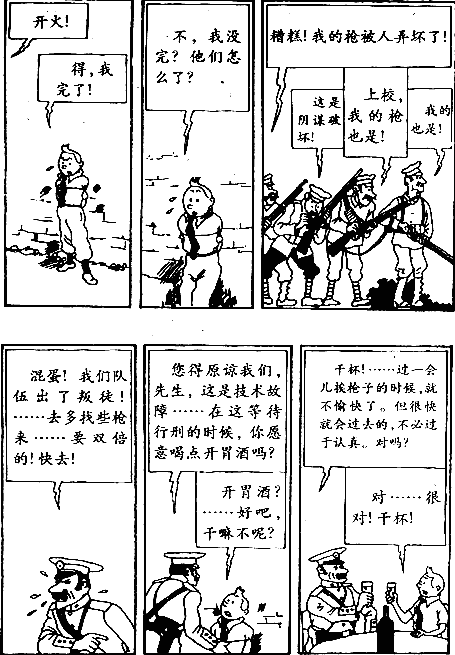 开火!
得,我
完了!
不,我没
完?他们怎
么了?
糟糕!我的枪被人弄坏了!
这是
阴谋破
坏!
上校,
我的枪
也是!
我的
也是!
混蛋!我们队
伍出了叛徒!
……去多找些枪
来……要双倍
的!快去!
您得原谅我们,
先生,这是技术故
障……在这等待
行刑的时候,你愿
意喝点开胃酒吗?
开胃酒?
……好吧,
干嘛不呢?
干杯!……过一会
儿挨枪子的时候,就
不愉快了。但很快
就会过去的,不必过
于认真。对吗?
对……很
对!干杯!